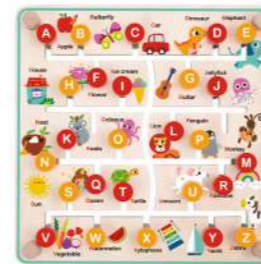 Butterfly Dinosaur Elephant
A B C Car D E
Apple
House Ice cream Jellyfish
H F I G J
Flower Guitar
Nest Octopus Lion Penguin
K O L P Monkey
Koala
N M
S Q T U R
Sun Queen Turtle Unicorn
V W X Y Z
Vegetable Watermelon Xylophone Yacht Zebra